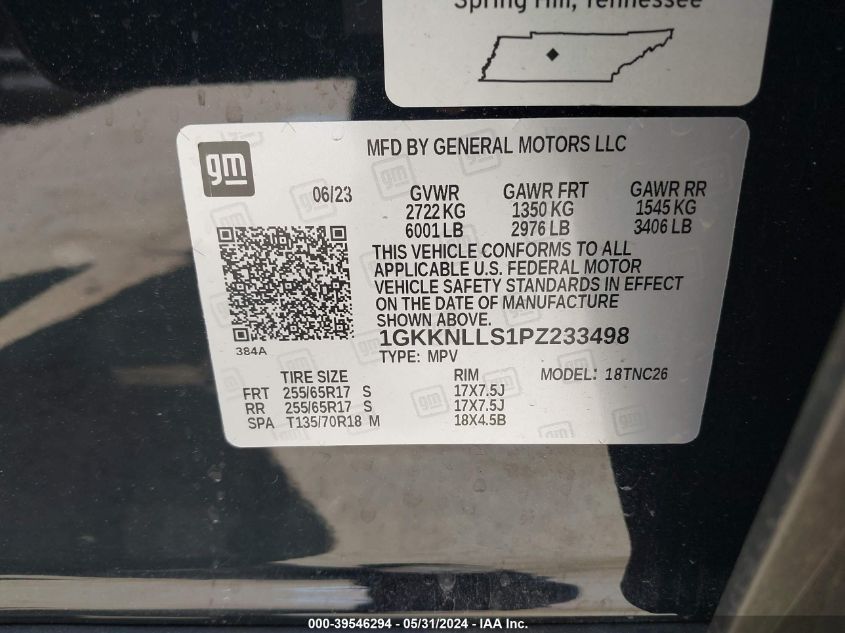 Spring Hill, Tennessee
gm
MFD BY GENERAL MOTORS LLC
06/23 GVWR GAWR FRT GAWR RR
2722 KG 1350 KG 1545 KG
6001 LB 2976 LB 3406 LB
THIS VEHICLE CONFORMS TO ALL
APPLICABLE U.S. FEDERAL MOTOR
VEHICLE SAFETY STANDARDS IN EFFECT
ON THE DATE OF MANUFACTURE
SHOWN ABOVE.
1GKKNLLS1PZ233498
384A
TYPE: MPV
TIRE SIZE RIM MODEL: 18TNC26
FRT 255/65R17 S 17X7.5J
RR 255/65R17 S 17X7.5J
SPA T135/70R18 M 18X4.5B
000-39546294 - 05/31/2024 - IAA Inc.